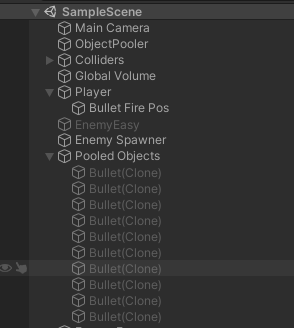 SampleScene
Main Camera
ObjectPooler
Colliders
Global Volume
Player
Bullet Fire Pos
EnemyEasy
Enemy Spawner
Pooled Objects
Bullet(Clone)
Bullet(Clone)
Bullet(Clone)
Bullet(Clone)
Bullet(Clone)
Bullet(Clone)
Bullet(Clone)
Bullet(Clone)
Bullet(Clone)
Bullet(Clone)